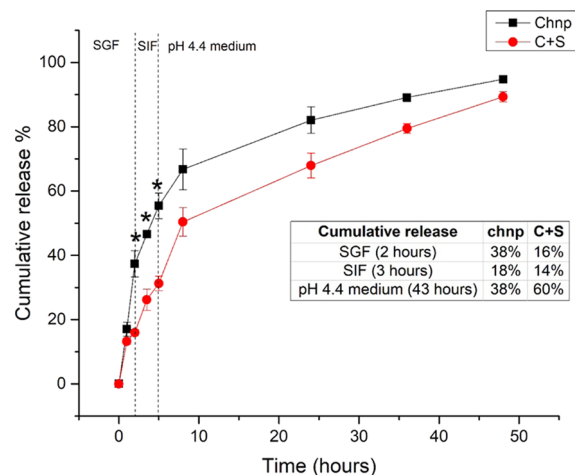 Chnp
C+S
SGF SIF pH 4.4 medium
100
80
60
40
20
0
Cumulative release %
* * *
Cumulative release chnp C+S
SGF (2 hours) 38% 16%
SIF (3 hours) 18% 14%
pH 4.4 medium (43 hours) 38% 60%
0 10 20 30 40 50
Time (hours)